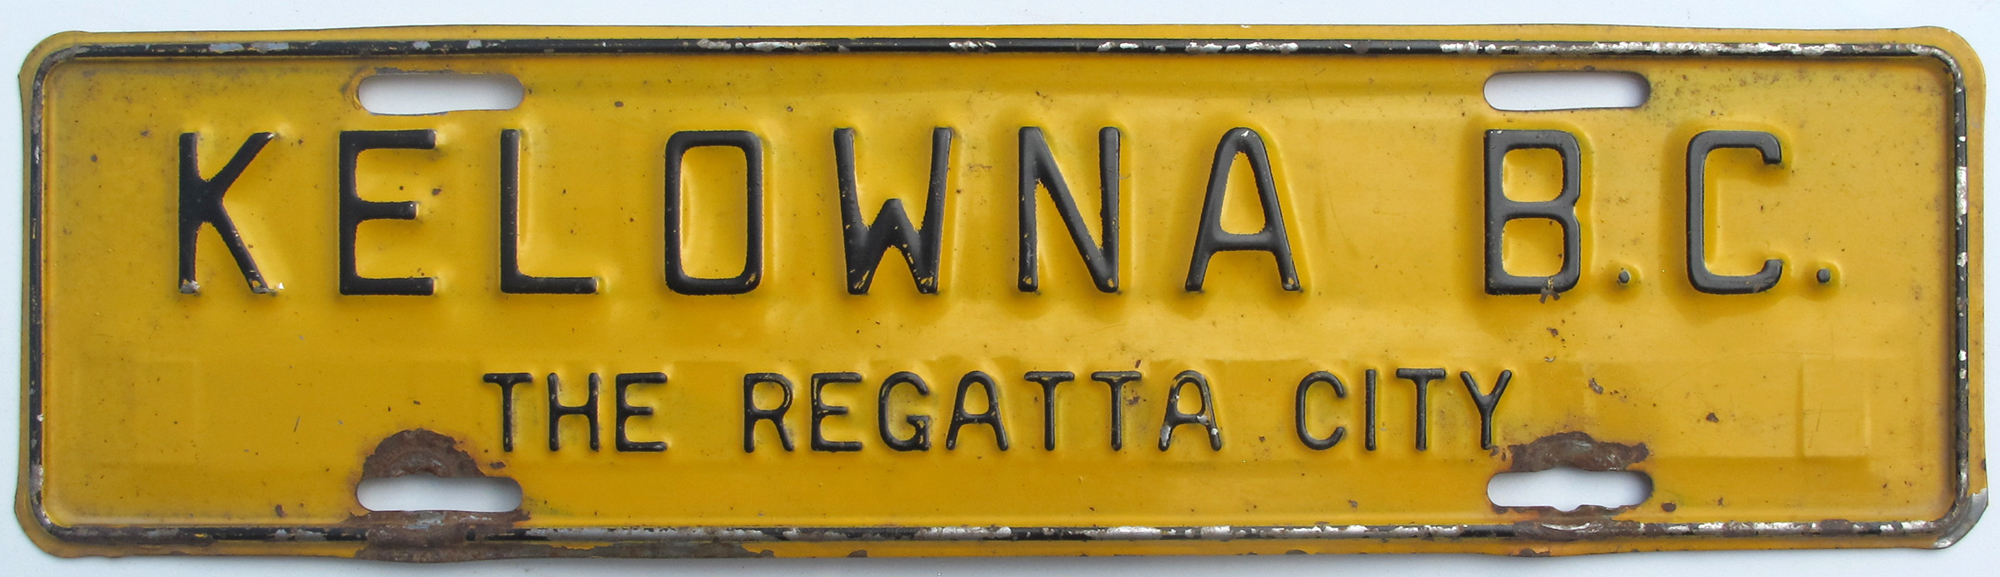 KELOWNA B.C.
THE REGATTA CITY